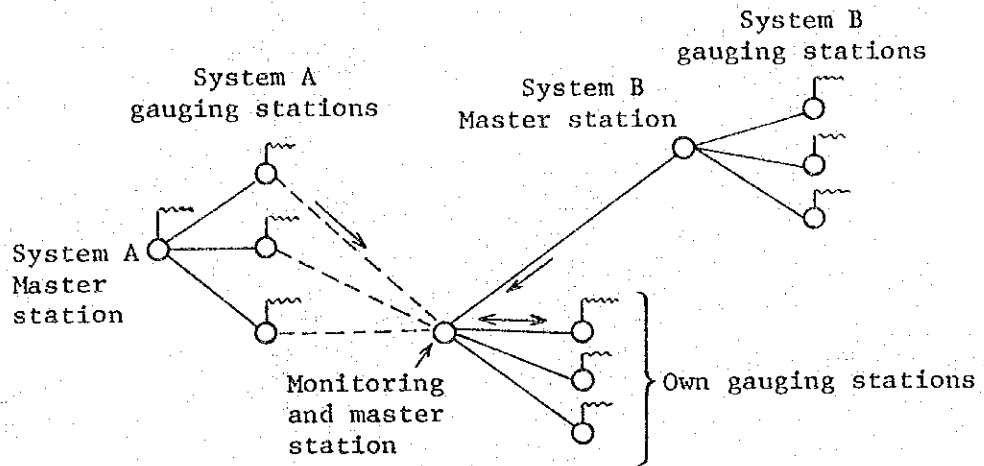 System B
gauging stations
System A
gauging stations
System B
Master station
System A
Master
station
Monitoring
and master
station
Own gauging stations